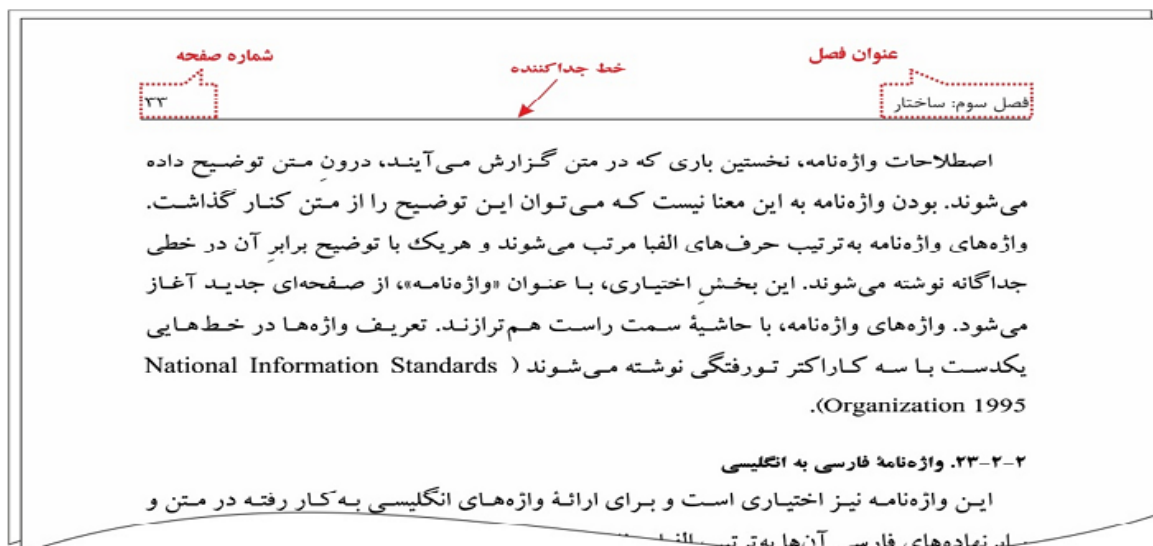 عنوان فصل
خط جداکننده
شماره صفحه
فصل سوم: ساختار
۳۳
اصطلاحات واژه‌نامه، نخستین باری که در متن گزارش می‌آیند، درونِ متن توضیح داده
می‌شوند. بودن واژه‌نامه به این معنا نیست که می‌توان این توضیح را از متن کنار گذاشت.
واژه‌های واژه‌نامه به‌ترتیب حرف‌های الفبا مرتب می‌شوند و هریک با توضیح برابرِ آن در خطی
جداگانه نوشته می‌شوند. این بخشِ اختیاری، با عنوان «واژه‌نامه»، از صفحه‌ای جدید آغاز
می‌شود. واژه‌های واژه‌نامه، با حاشیهٔ سمت راست هم‌ترازند. تعریف واژه‌ها در خط‌هایی
یکدست با سه کاراکتر تورفتگی نوشته می‌شوند ( National Information Standards
Organization 1995).
۲-۲-۲۳. واژه‌نامهٔ فارسی به انگلیسی
این واژه‌نامه نیز اختیاری است و برای ارائهٔ واژه‌های انگلیسی به‌کار رفته در متن و
برابرنهادهای فارسی آن‌ها به‌ترتیب